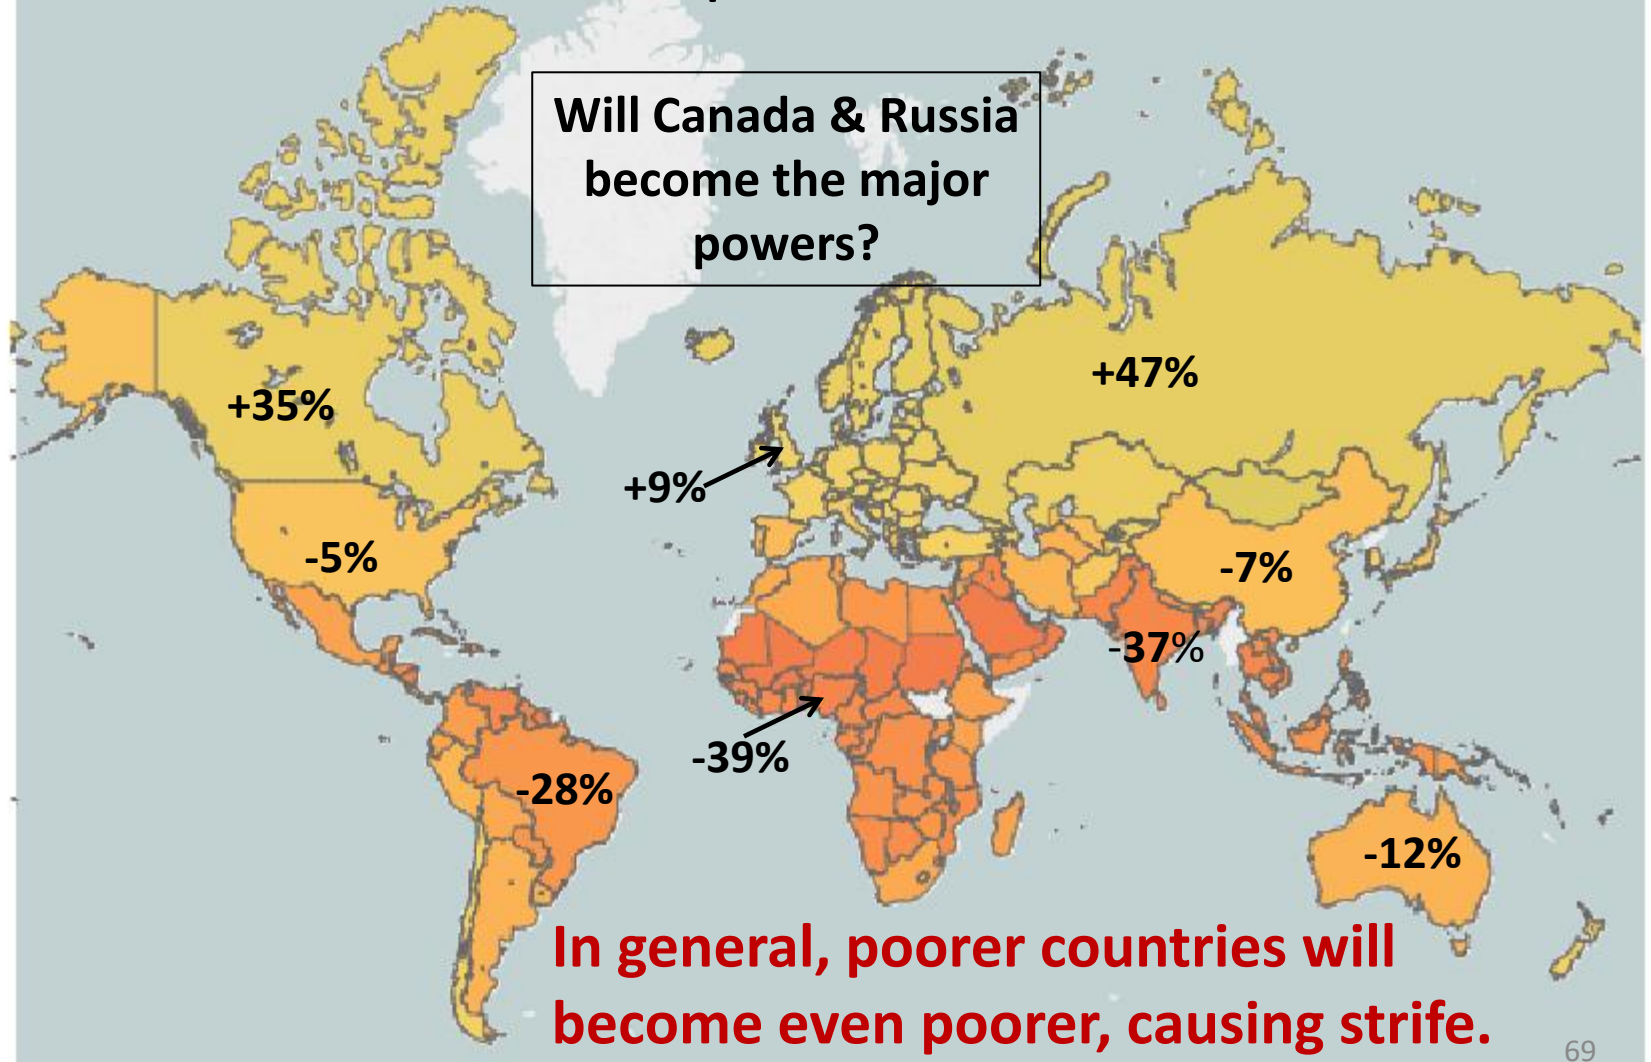 Will Canada & Russia
become the major
powers?
+47%
+35%
+9%
-5%
-7%
-37%
-39%
-28%
-12%
In general, poorer countries will
become even poorer, causing strife.
69